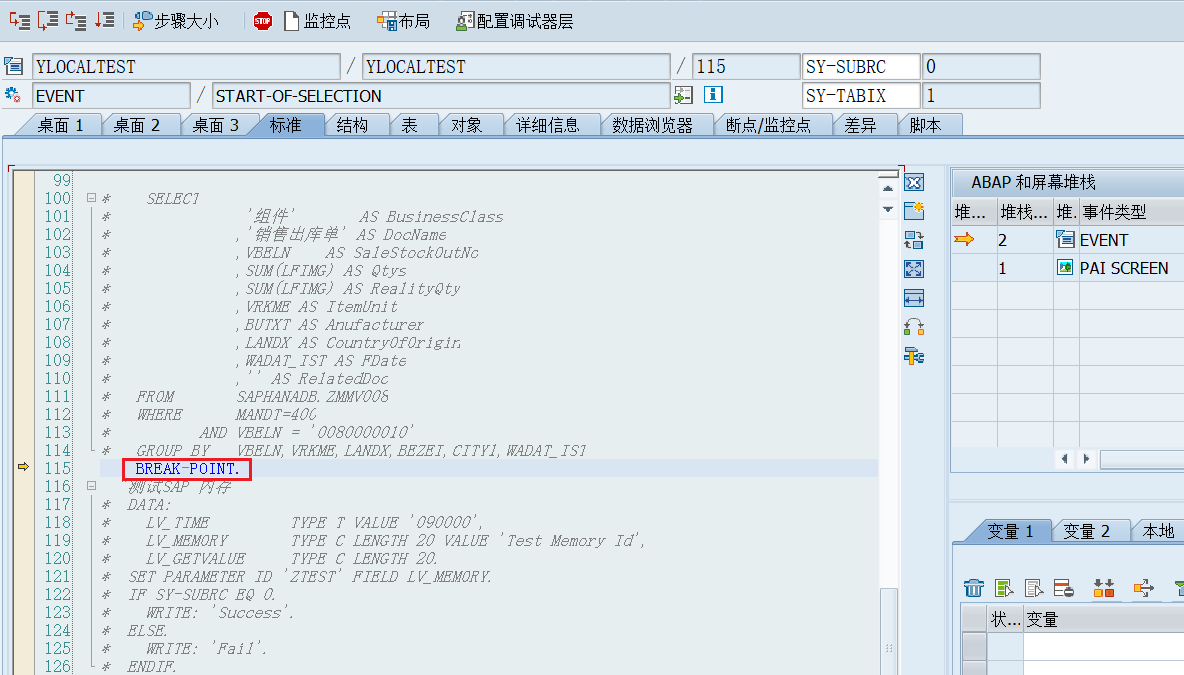 步骤大小 STOP 监控点 布局 配置调试器层
YLOCALTEST / YLOCALTEST / 115 SY-SUBRC 0
EVENT / START-OF-SELECTION SY-TABIX 1
桌面 1 桌面 2 桌面 3 标准 结构 表 对象 详细信息 数据浏览器 断点/监控点 差异 脚本
99
100 * SELECT
101 * '组件' AS BusinessClass
102 * ,'销售出库单' AS DocName
103 * ,VBELN AS SaleStockOutNo
104 * ,SUM(LFIMG) AS Qtys
105 * ,SUM(LFIMG) AS RealityQty
106 * ,VRKME AS ItemUnit
107 * ,BUTXT AS Anufacturer
108 * ,LANDX AS CountryOfOrigin
109 * ,WADAT_IST AS FDate
110 * ,'' AS RelatedDoc
111 * FROM SAPHANADB.ZMMV008
112 * WHERE MANDT=400
113 * AND VBELN = '0080000010'
114 * GROUP BY VBELN,VRKME,LANDX,BEZEI,CITY1,WADAT_IST
115 BREAK-POINT.
116 测试SAP 内存
117 * DATA:
118 * LV_TIME TYPE T VALUE '090000',
119 * LV_MEMORY TYPE C LENGTH 20 VALUE 'Test Memory Id',
120 * LV_GETVALUE TYPE C LENGTH 20.
121 * SET PARAMETER ID 'ZTEST' FIELD LV_MEMORY.
122 * IF SY-SUBRC EQ 0.
123 * WRITE: 'Success'.
124 * ELSE.
125 * WRITE: 'Fail'.
126 * ENDIF.
ABAP 和屏幕堆栈
堆... 堆栈... 堆. 事件类型
2 EVENT
1 PAI SCREEN
变量 1 变量 2 本地
状... 变量